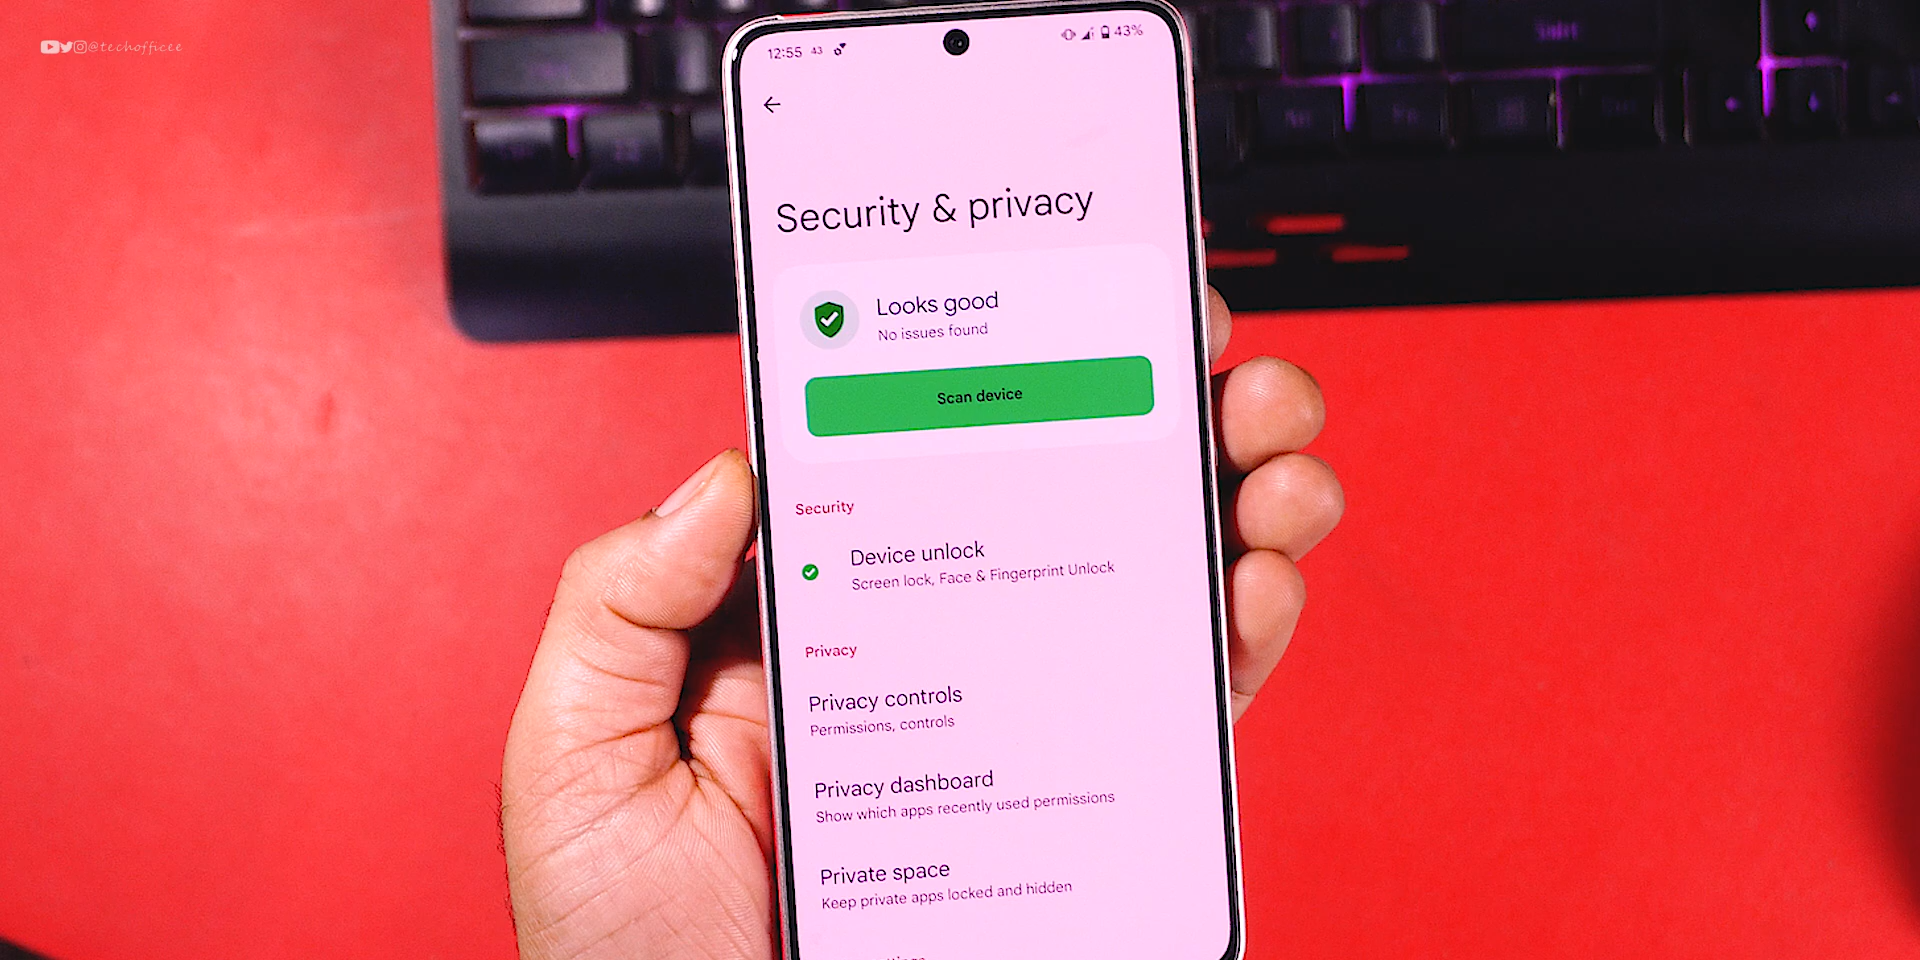 @techofficee
12:55 43
43%
Security & privacy
Looks good
No issues found
Scan device
Security
Device unlock
Screen lock, Face & Fingerprint Unlock
Privacy
Privacy controls
Permissions, controls
Privacy dashboard
Show which apps recently used permissions
Private space
Keep private apps locked and hidden
Shift